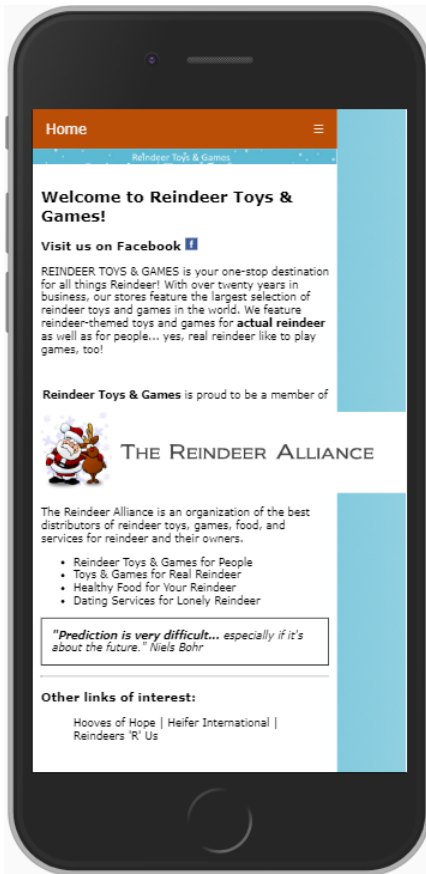 Home ☰
Reindeer Toys & Games
Welcome to Reindeer Toys &
Games!
Visit us on Facebook f
REINDEER TOYS & GAMES is your one-stop destination
for all things Reindeer! With over twenty years in
business, our stores feature the largest selection of
reindeer toys and games in the world. We feature
reindeer-themed toys and games for actual reindeer
as well as for people... yes, real reindeer like to play
games, too!
Reindeer Toys & Games is proud to be a member of
THE REINDEER ALLIANCE
The Reindeer Alliance is an organization of the best
distributors of reindeer toys, games, food, and
services for reindeer and their owners.
• Reindeer Toys & Games for People
• Toys & Games for Real Reindeer
• Healthy Food for Your Reindeer
• Dating Services for Lonely Reindeer
"Prediction is very difficult... especially if it's
about the future." Niels Bohr
Other links of interest:
Hooves of Hope | Heifer International |
Reindeers 'R' Us